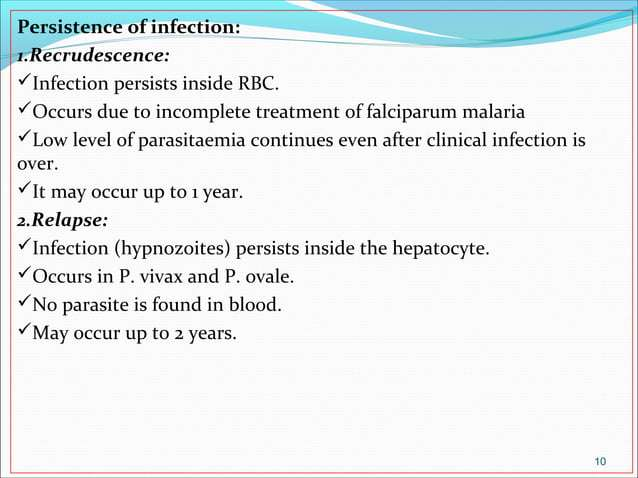 Persistence of infection:
1.Recrudescence:
✓Infection persists inside RBC.
✓Occurs due to incomplete treatment of falciparum malaria
✓Low level of parasitaemia continues even after clinical infection is
over.
✓It may occur up to 1 year.
2.Relapse:
✓Infection (hypnozoites) persists inside the hepatocyte.
✓Occurs in P. vivax and P. ovale.
✓No parasite is found in blood.
✓May occur up to 2 years.
10